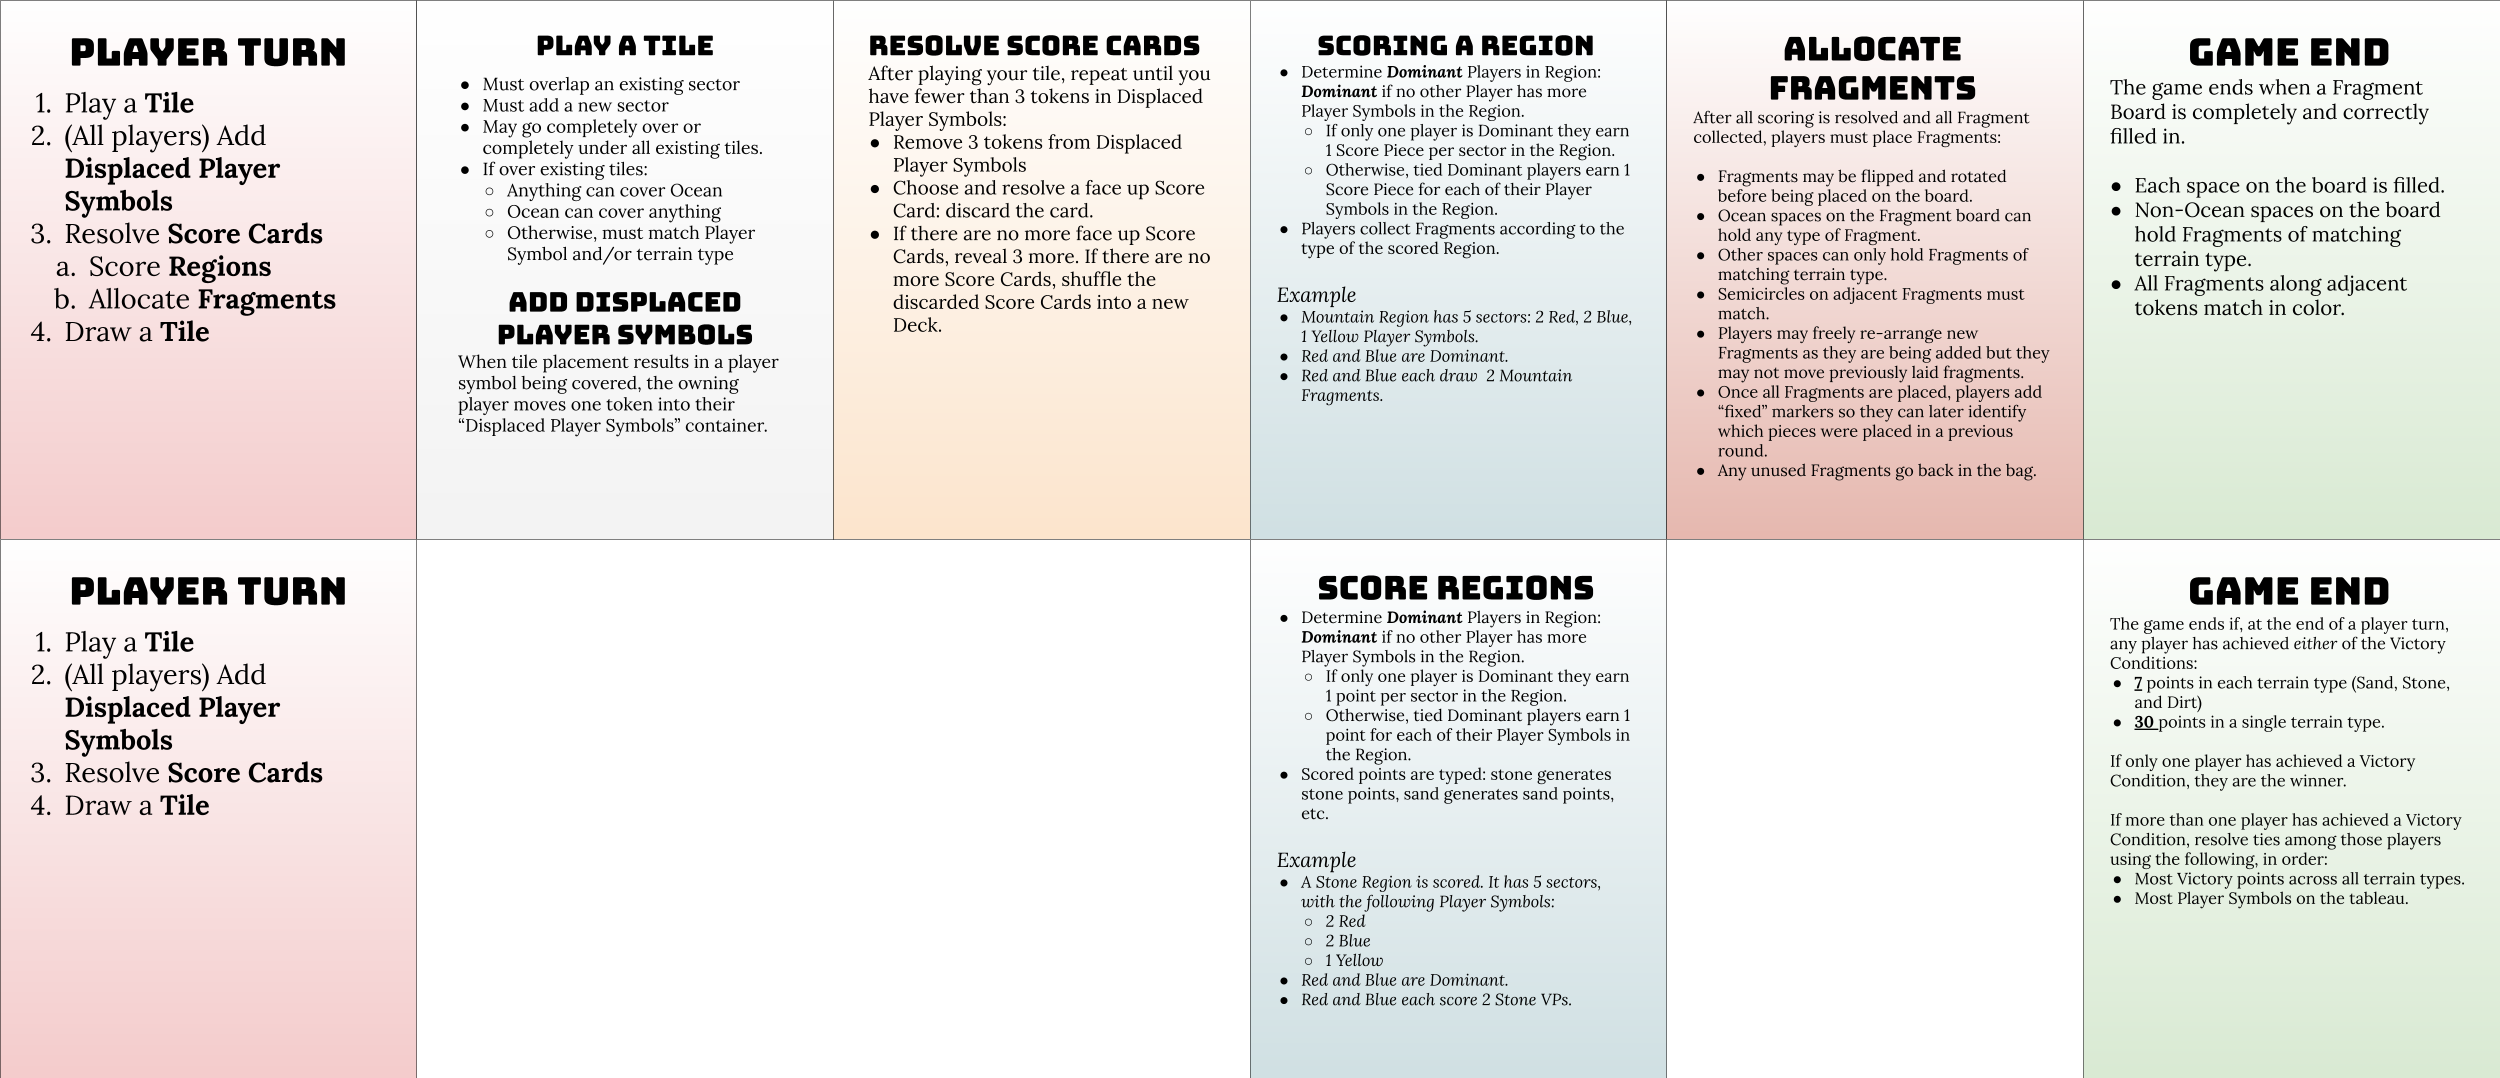 PLAYER TURN
1. Play a Tile
2. (All players) Add
Displaced Player
Symbols
3. Resolve Score Cards
a. Score Regions
b. Allocate Fragments
4. Draw a Tile
PLAY A TILE
● Must overlap an existing sector
● Must add a new sector
● May go completely over or
completely under all existing tiles.
● If over existing tiles:
○ Anything can cover Ocean
○ Ocean can cover anything
○ Otherwise, must match Player
Symbol and/or terrain type
ADD DISPLACED
PLAYER SYMBOLS
When tile placement results in a player
symbol being covered, the owning
player moves one token into their
“Displaced Player Symbols” container.
RESOLVE SCORE CARDS
After playing your tile, repeat until you
have fewer than 3 tokens in Displaced
Player Symbols:
● Remove 3 tokens from Displaced
Player Symbols
● Choose and resolve a face up Score
Card: discard the card.
● If there are no more face up Score
Cards, reveal 3 more. If there are no
more Score Cards, shuffle the
discarded Score Cards into a new
Deck.
SCORING A REGION
● Determine Dominant Players in Region:
Dominant if no other Player has more
Player Symbols in the Region.
○ If only one player is Dominant they earn
1 Score Piece per sector in the Region.
○ Otherwise, tied Dominant players earn 1
Score Piece for each of their Player
Symbols in the Region.
● Players collect Fragments according to the
type of the scored Region.
Example
● Mountain Region has 5 sectors: 2 Red, 2 Blue,
1 Yellow Player Symbols.
● Red and Blue are Dominant.
● Red and Blue each draw 2 Mountain
Fragments.
ALLOCATE
FRAGMENTS
After all scoring is resolved and all Fragment
collected, players must place Fragments:
● Fragments may be flipped and rotated
before being placed on the board.
● Ocean spaces on the Fragment board can
hold any type of Fragment.
● Other spaces can only hold Fragments of
matching terrain type.
● Semicircles on adjacent Fragments must
match.
● Players may freely re-arrange new
Fragments as they are being added but they
may not move previously laid fragments.
● Once all Fragments are placed, players add
“fixed” markers so they can later identify
which pieces were placed in a previous
round.
● Any unused Fragments go back in the bag.
GAME END
The game ends when a Fragment
Board is completely and correctly
filled in.
● Each space on the board is filled.
● Non-Ocean spaces on the board
hold Fragments of matching
terrain type.
● All Fragments along adjacent
tokens match in color.
PLAYER TURN
1. Play a Tile
2. (All players) Add
Displaced Player
Symbols
3. Resolve Score Cards
4. Draw a Tile
SCORE REGIONS
● Determine Dominant Players in Region:
Dominant if no other Player has more
Player Symbols in the Region.
○ If only one player is Dominant they earn
1 point per sector in the Region.
○ Otherwise, tied Dominant players earn 1
point for each of their Player Symbols in
the Region.
● Scored points are typed: stone generates
stone points, sand generates sand points,
etc.
Example
● A Stone Region is scored. It has 5 sectors,
with the following Player Symbols:
○ 2 Red
○ 2 Blue
○ 1 Yellow
● Red and Blue are Dominant.
● Red and Blue each score 2 Stone VPs.
GAME END
The game ends if, at the end of a player turn,
any player has achieved either of the Victory
Conditions:
● 7 points in each terrain type (Sand, Stone,
and Dirt)
● 30 points in a single terrain type.
If only one player has achieved a Victory
Condition, they are the winner.
If more than one player has achieved a Victory
Condition, resolve ties among those players
using the following, in order:
● Most Victory points across all terrain types.
● Most Player Symbols on the tableau.